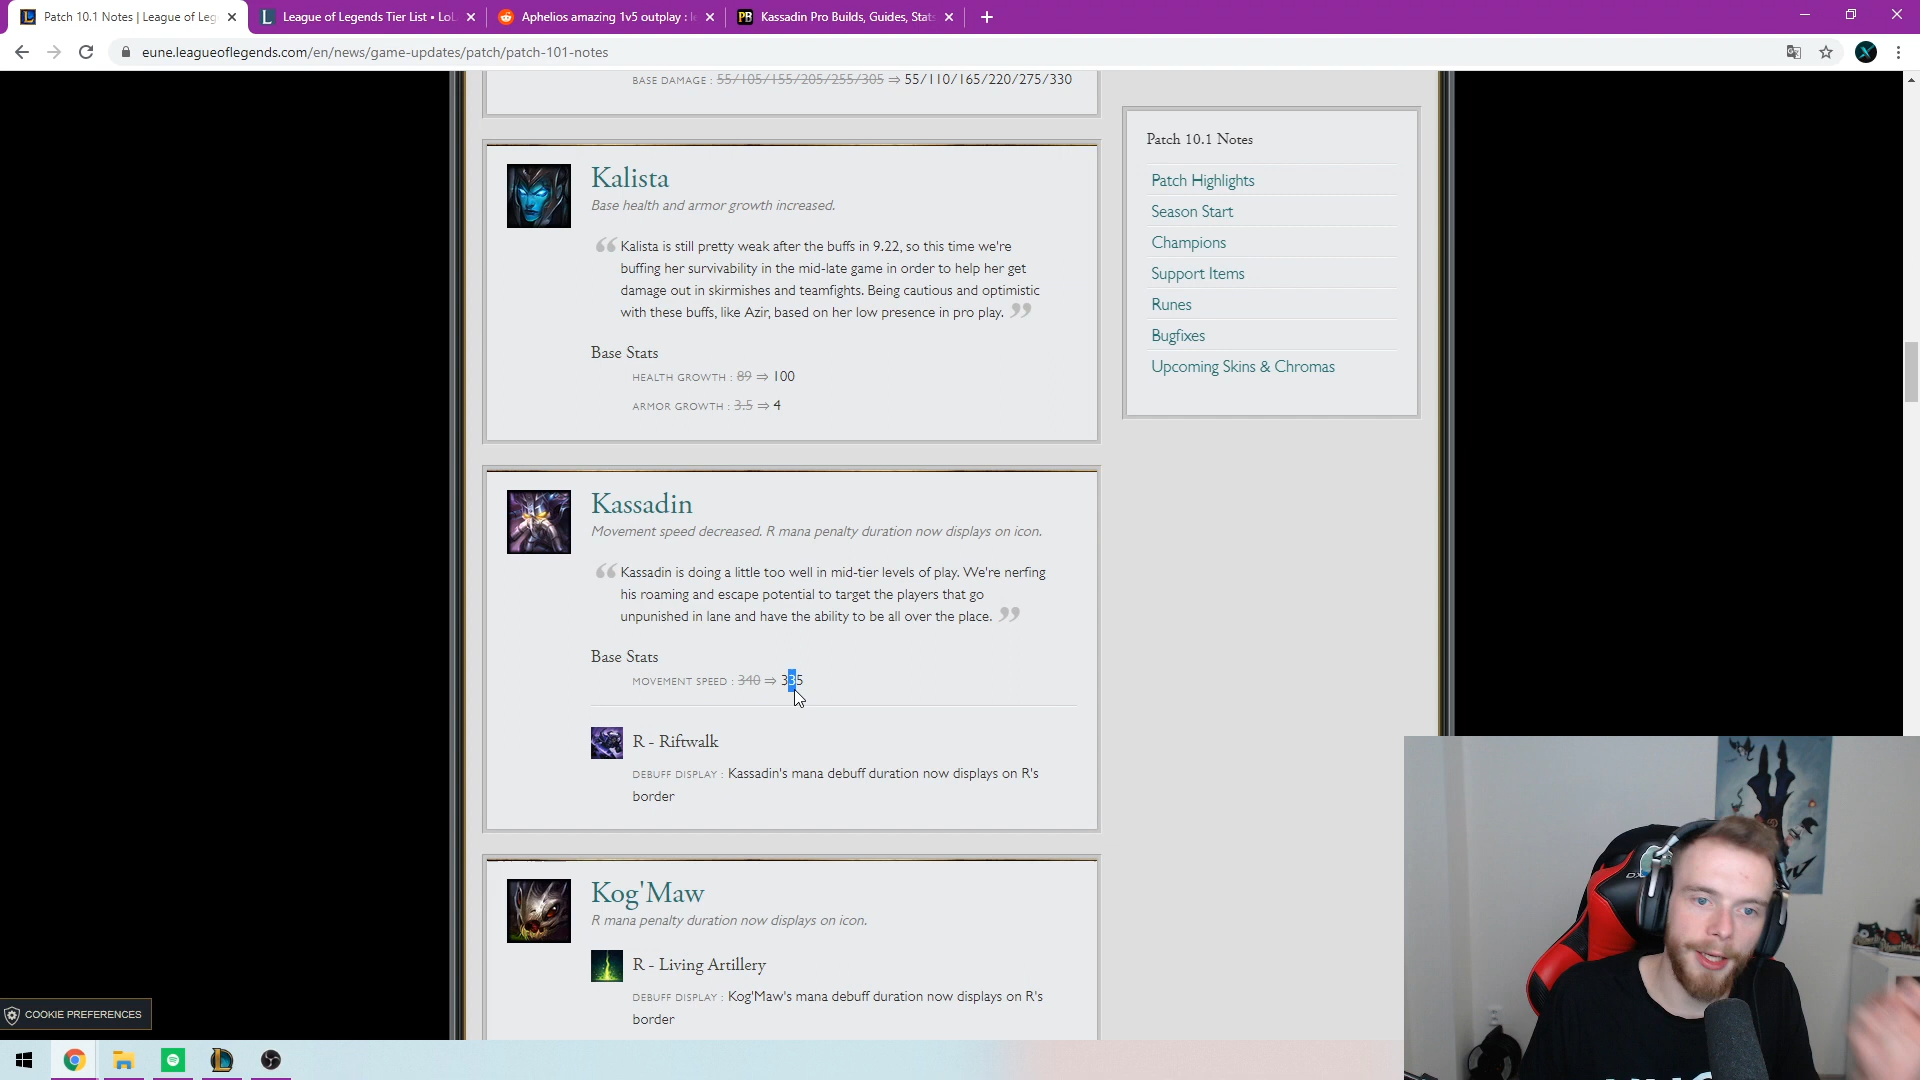 Patch 10.1 Notes | League of Leg
League of Legends Tier List • LoL
Aphelios amazing 1v5 outplay : l
PB
Kassadin Pro Builds, Guides, Stats
eune.leagueoflegends.com/en/news/game-updates/patch/patch-101-notes
BASE DAMAGE : 55/105/155/205/255/305 ⇒ 55/110/165/220/275/330
Kalista
Base health and armor growth increased.
“Kalista is still pretty weak after the buffs in 9.22, so this time we're
buffing her survivability in the mid-late game in order to help her get
damage out in skirmishes and teamfights. Being cautious and optimistic
with these buffs, like Azir, based on her low presence in pro play.”
Base Stats
HEALTH GROWTH : 89 ⇒ 100
ARMOR GROWTH : 3.5 ⇒ 4
Kassadin
Movement speed decreased. R mana penalty duration now displays on icon.
“Kassadin is doing a little too well in mid-tier levels of play. We're nerfing
his roaming and escape potential to target the players that go
unpunished in lane and have the ability to be all over the place.”
Base Stats
MOVEMENT SPEED : 340 ⇒ 335
R - Riftwalk
DEBUFF DISPLAY : Kassadin's mana debuff duration now displays on R's
border
Kog'Maw
R mana penalty duration now displays on icon.
R - Living Artillery
DEBUFF DISPLAY : Kog'Maw's mana debuff duration now displays on R's
border
Patch 10.1 Notes
Patch Highlights
Season Start
Champions
Support Items
Runes
Bugfixes
Upcoming Skins & Chromas
COOKIE PREFERENCES